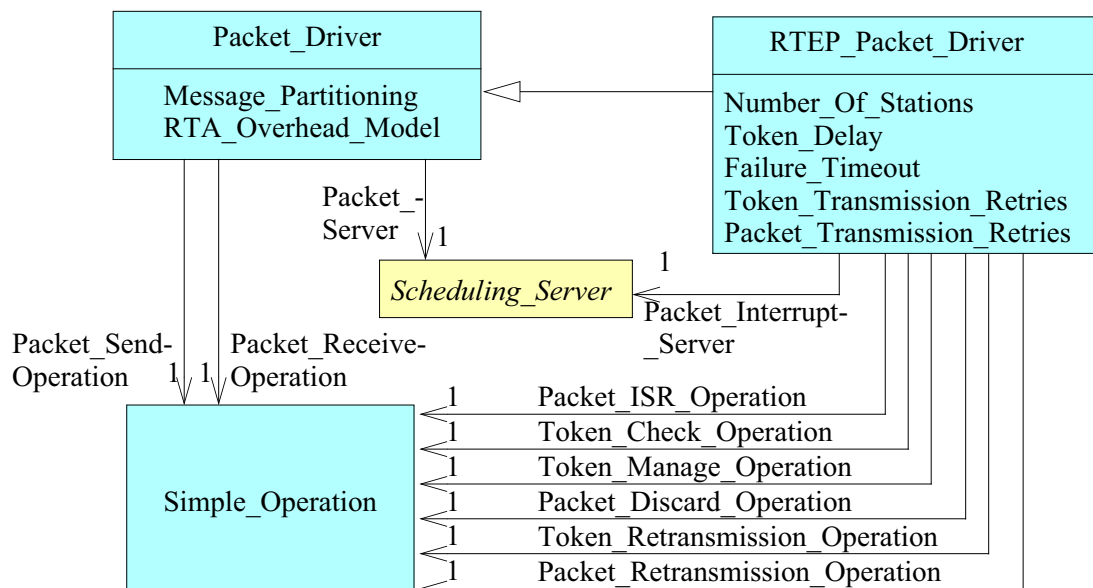 Packet_Driver
Message_Partitioning
RTA_Overhead_Model
RTEP_Packet_Driver
Number_Of_Stations
Token_Delay
Failure_Timeout
Token_Transmission_Retries
Packet_Transmission_Retries
Packet_-
Server
1
Scheduling_Server
1
Packet_Interrupt-
_Server
Packet_Send-
Operation
1
1
Packet_Receive-
Operation
Simple_Operation
1 Packet_ISR_Operation
1 Token_Check_Operation
1 Token_Manage_Operation
1 Packet_Discard_Operation
1 Token_Retransmission_Operation
1 Packet_Retransmission_Operation